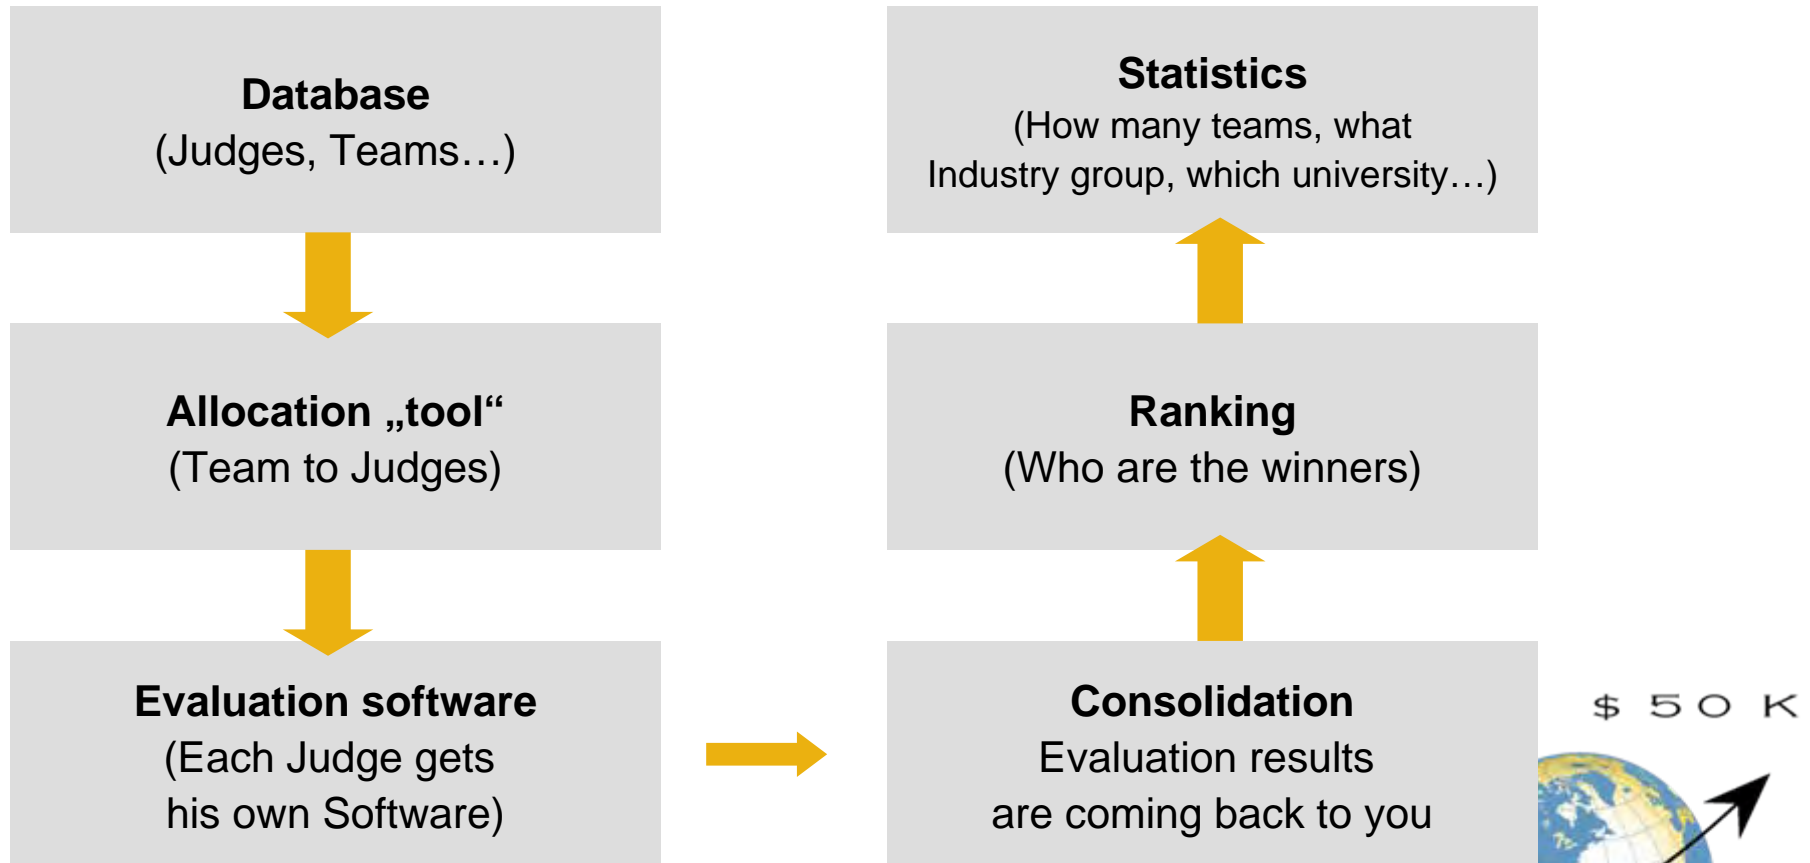 Database
(Judges, Teams…)
Allocation „tool“
(Team to Judges)
Evaluation software
(Each Judge gets
his own Software)
Consolidation
Evaluation results
are coming back to you
Ranking
(Who are the winners)
Statistics
(How many teams, what
Industry group, which university…)
$ 5 0 K